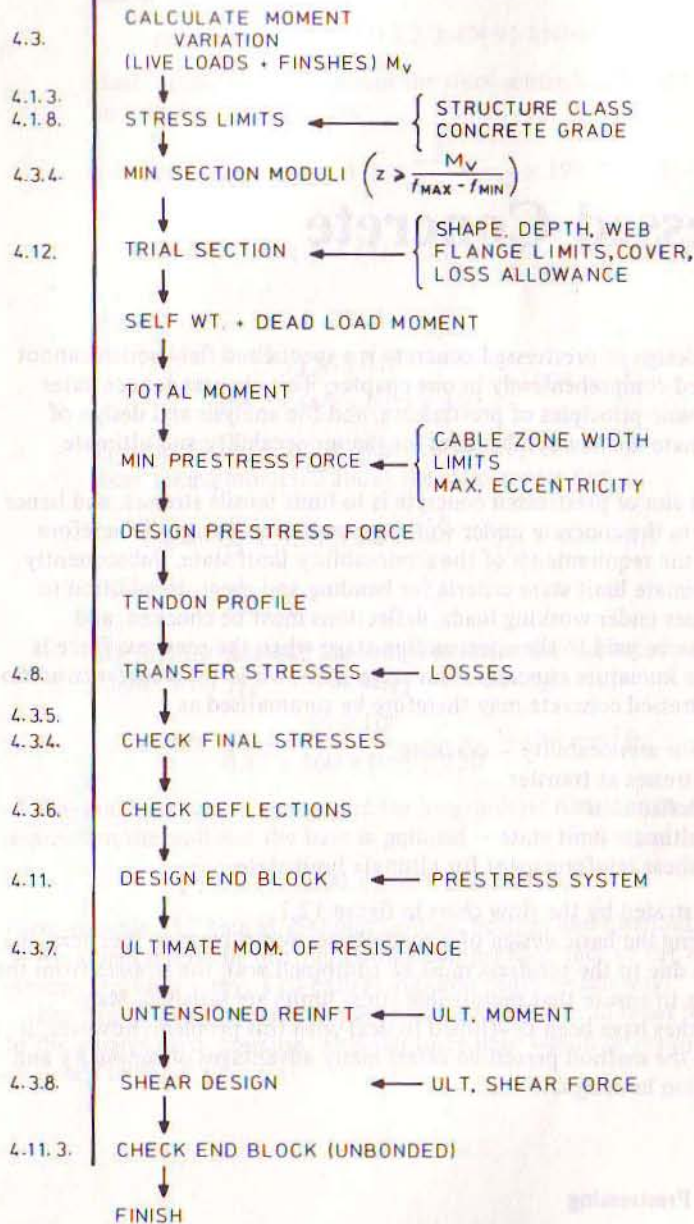 CALCULATE MOMENT
4.3. VARIATION
(LIVE LOADS + FINSHES) Mv
4.1.3.
4.1.8. STRESS LIMITS STRUCTURE CLASS
CONCRETE GRADE
4.3.4. MIN SECTION MODULI (z ⩾ Mv / fMAX - fMIN)
4.12. TRIAL SECTION SHAPE, DEPTH, WEB
FLANGE LIMITS, COVER,
LOSS ALLOWANCE
SELF WT. + DEAD LOAD MOMENT
TOTAL MOMENT
MIN PRESTRESS FORCE CABLE ZONE WIDTH
LIMITS
MAX. ECCENTRICITY
DESIGN PRESTRESS FORCE
TENDON PROFILE
4.8. TRANSFER STRESSES LOSSES
4.3.5.
4.3.4. CHECK FINAL STRESSES
4.3.6. CHECK DEFLECTIONS
4.11. DESIGN END BLOCK PRESTRESS SYSTEM
4.3.7. ULTIMATE MOM. OF RESISTANCE
UNTENSIONED REINFT ULT. MOMENT
4.3.8. SHEAR DESIGN ULT. SHEAR FORCE
4.11.3. CHECK END BLOCK (UNBONDED)
FINISH